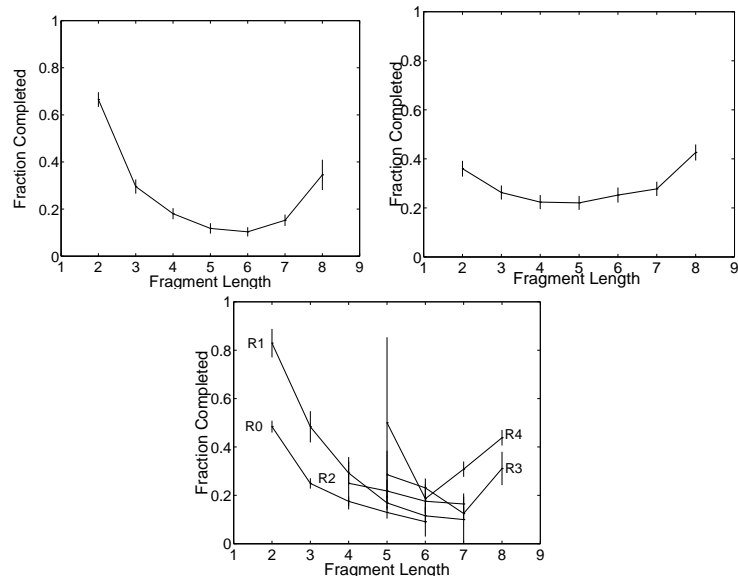 1
0.8
0.6
0.4
0.2
0
Fraction Completed
1 2 3 4 5 6 7 8 9
Fragment Length
1
0.8
0.6
0.4
0.2
0
Fraction Completed
1 2 3 4 5 6 7 8 9
Fragment Length
1
0.8
0.6
0.4
0.2
0
Fraction Completed
R1
R0
R2
R4
R3
1 2 3 4 5 6 7 8 9
Fragment Length